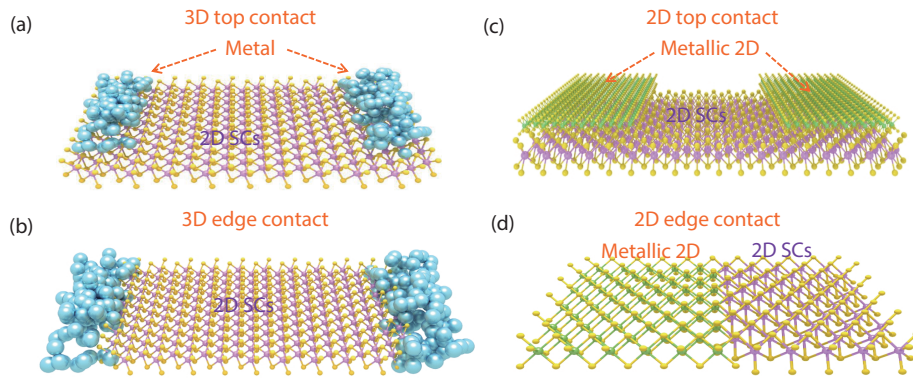 (a)
3D top contact
Metal
2D SCs
(b)
3D edge contact
2D SCs
(c)
2D top contact
Metallic 2D
2D SCs
(d)
2D edge contact
Metallic 2D
2D SCs